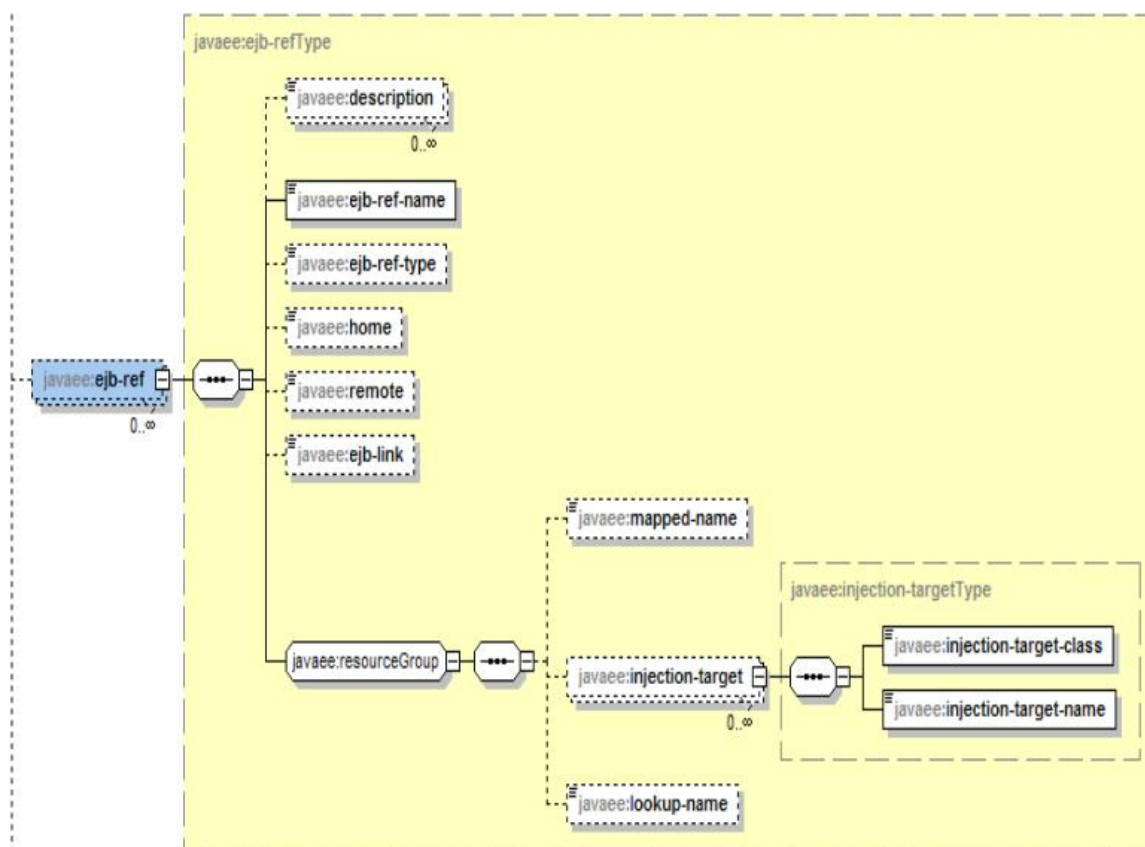 javaee:ejb-refType
javaee:description
0..∞
javaee:ejb-ref-name
javaee:ejb-ref-type
javaee:home
javaee:ejb-ref
0..∞
javaee:remote
javaee:ejb-link
javaee:mapped-name
javaee:injection-targetType
javaee:resourceGroup
javaee:injection-target
0..∞
javaee:injection-target-class
javaee:injection-target-name
javaee:lookup-name